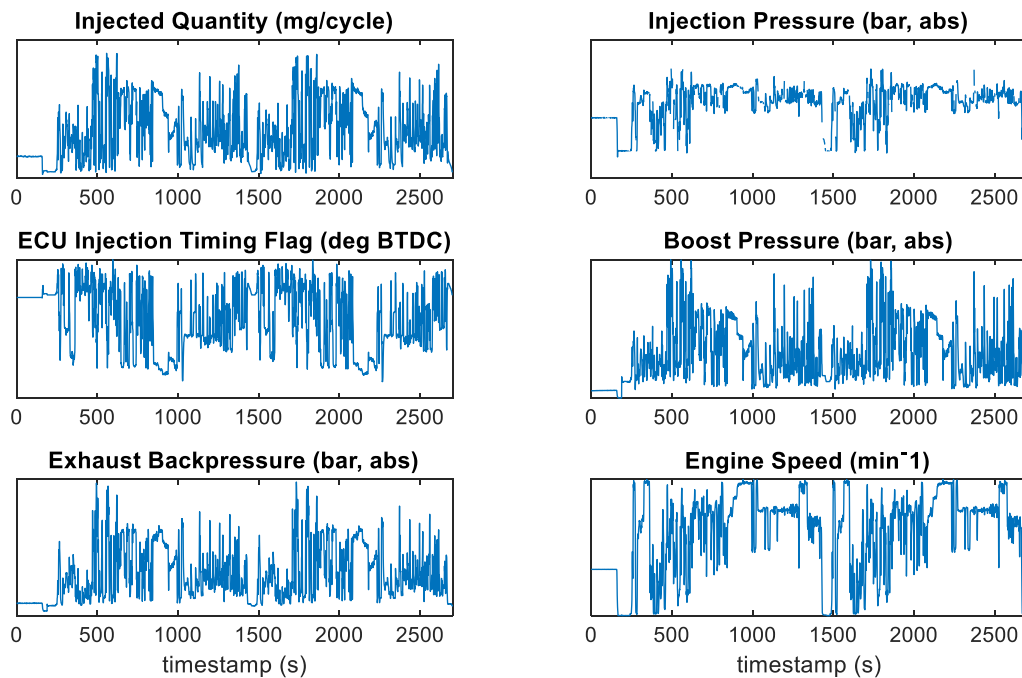 Injected Quantity (mg/cycle)
Injection Pressure (bar, abs)
0 500 1000 1500 2000 2500
0 500 1000 1500 2000 2500
ECU Injection Timing Flag (deg BTDC)
Boost Pressure (bar, abs)
0 500 1000 1500 2000 2500
0 500 1000 1500 2000 2500
Exhaust Backpressure (bar, abs)
Engine Speed (min⁻1)
0 500 1000 1500 2000 2500
0 500 1000 1500 2000 2500
timestamp (s)
timestamp (s)